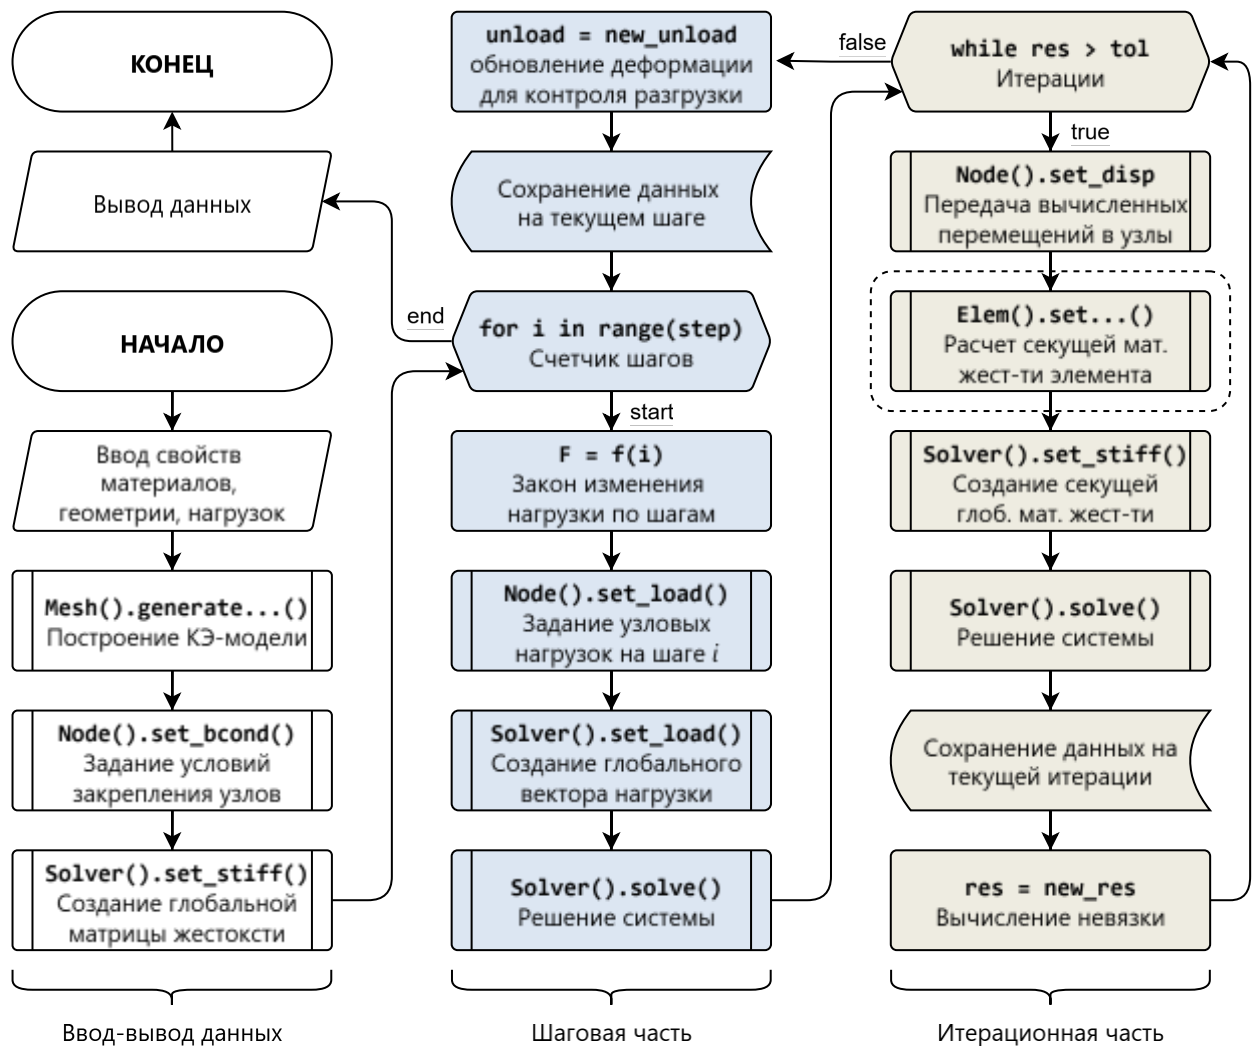 КОНЕЦ
Вывод данных
НАЧАЛО
Ввод свойств
материалов,
геометрии, нагрузок
Mesh().generate...()
Построение КЭ-модели
Node().set_bcond()
Задание условий
закрепления узлов
Solver().set_stiff()
Создание глобальной
матрицы жестоксти
Ввод-вывод данных
unload = new_unload
обновление деформации
для контроля разгрузки
Сохранение данных
на текущем шаге
end
for i in range(step)
Счетчик шагов
start
F = f(i)
Закон изменения
нагрузки по шагам
Node().set_load()
Задание узловых
нагрузок на шаге i
Solver().set_load()
Создание глобального
вектора нагрузки
Solver().solve()
Решение системы
Шаговая часть
false
while res > tol
Итерации
true
Node().set_disp
Передача вычисленных
перемещений в узлы
Elem().set...()
Расчет секущей мат.
жест-ти элемента
Solver().set_stiff()
Создание секущей
глоб. мат. жест-ти
Solver().solve()
Решение системы
Сохранение данных на
текущей итерации
res = new_res
Вычисление невязки
Итерационная часть